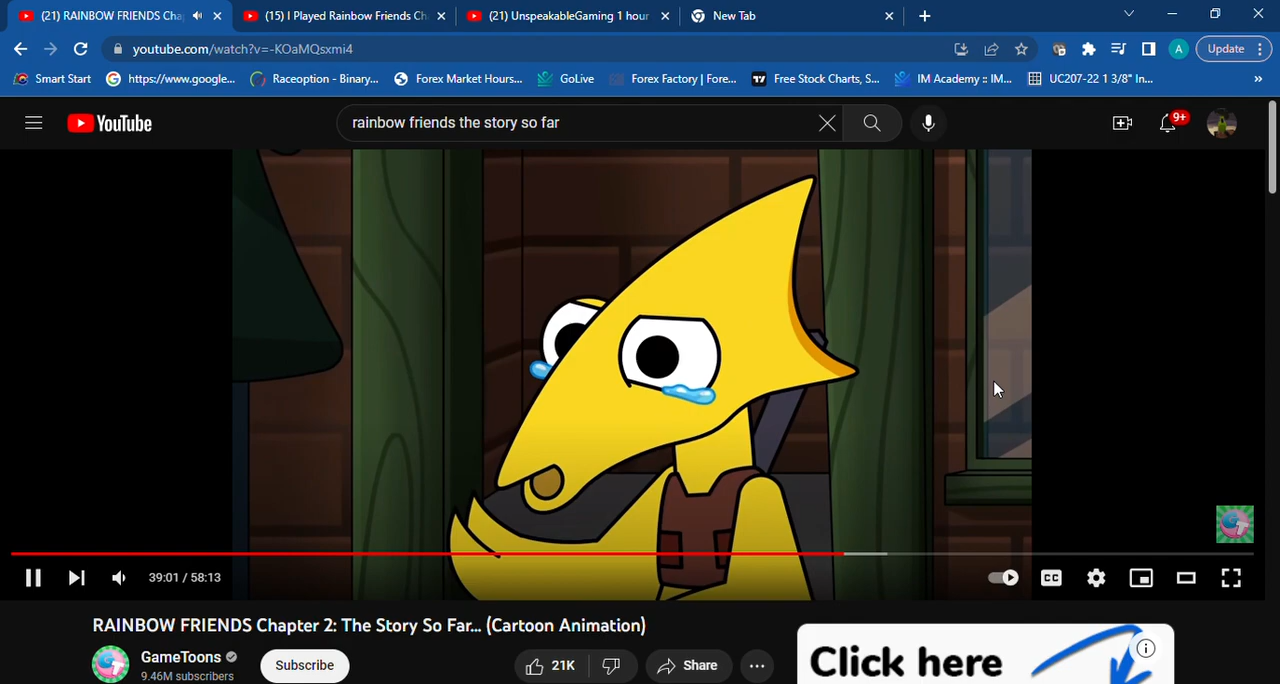 (21) RAINBOW FRIENDS Cha
(15) I Played Rainbow Friends Ch
(21) UnspeakableGaming 1 hour
New Tab
youtube.com/watch?v=-KOaMQsxmi4
A
Update
Smart Start
https://www.google...
Raceoption - Binary...
Forex Market Hours...
GoLive
Forex Factory | Fore...
Free Stock Charts, S...
IM Academy :: IM...
UC207-22 1 3/8" In...
»
YouTube
rainbow friends the story so far
9+
GT
39:01 / 58:13
CC
RAINBOW FRIENDS Chapter 2: The Story So Far... (Cartoon Animation)
GameToons
9.46M subscribers
Subscribe
21K
Share
Click here